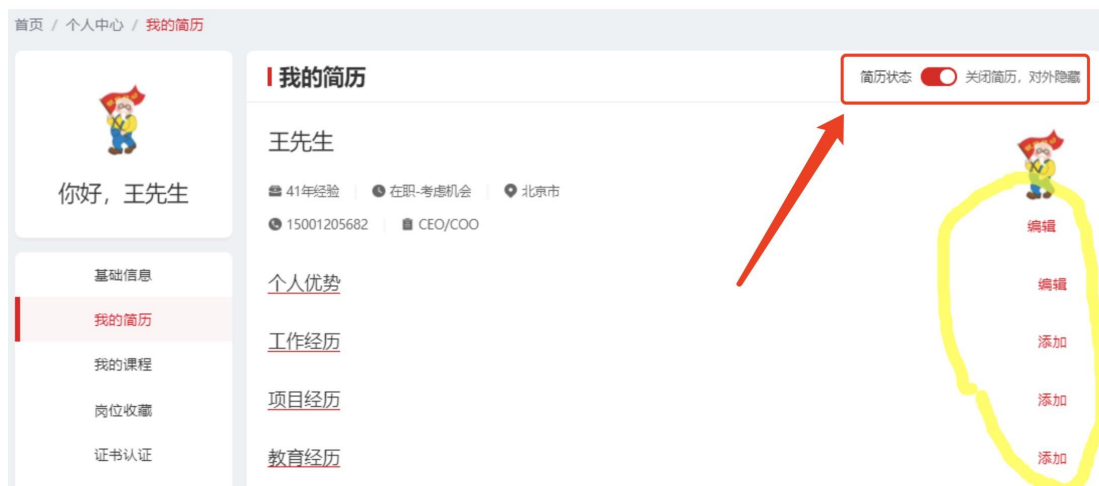 首页 / 个人中心 / 我的简历
我的简历
简历状态 关闭简历，对外隐藏
你好，王先生
王先生
41年经验 在职-考虑机会 北京市
15001205682 CEO/COO
编辑
基础信息
我的简历
我的课程
岗位收藏
证书认证
个人优势 编辑
工作经历 添加
项目经历 添加
教育经历 添加